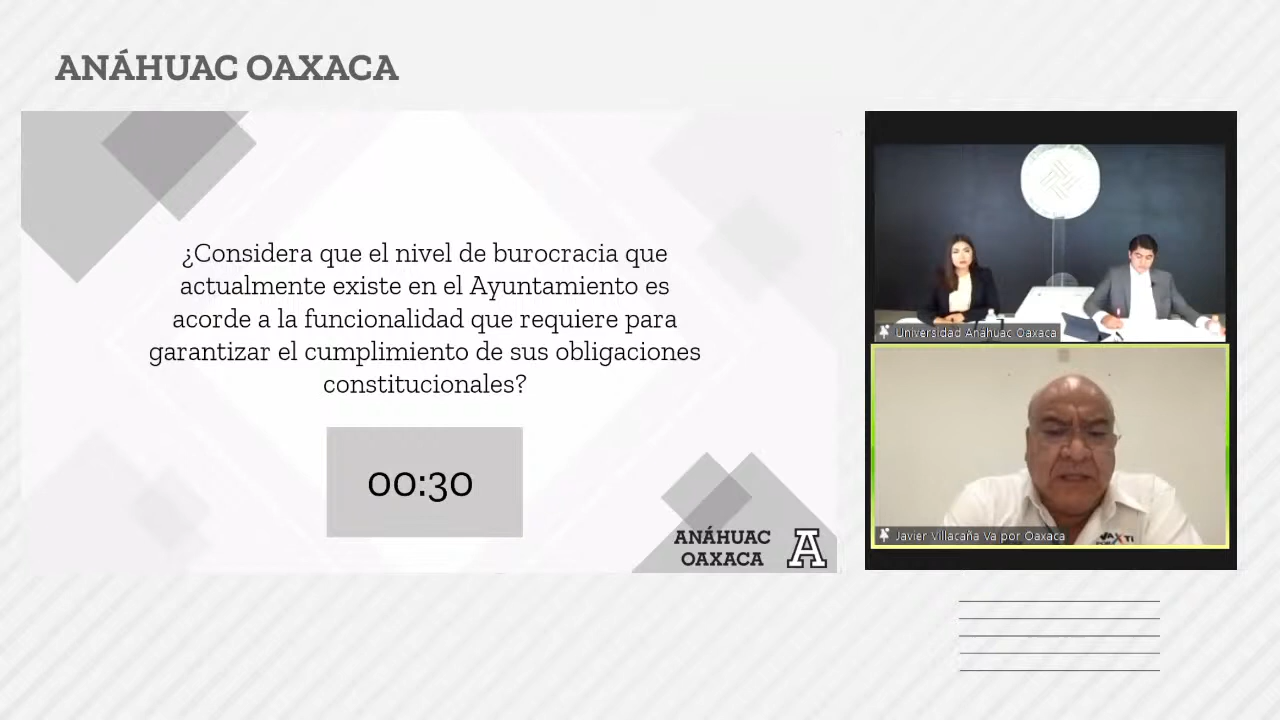 ANÁHUAC OAXACA
¿Considera que el nivel de burocracia que
actualmente existe en el Ayuntamiento es
acorde a la funcionalidad que requiere para
garantizar el cumplimiento de sus obligaciones
constitucionales?
00:30
ANÁHUAC
OAXACA
A
Universidad Anáhuac Oaxaca
Javier Villacaña Va por Oaxaca